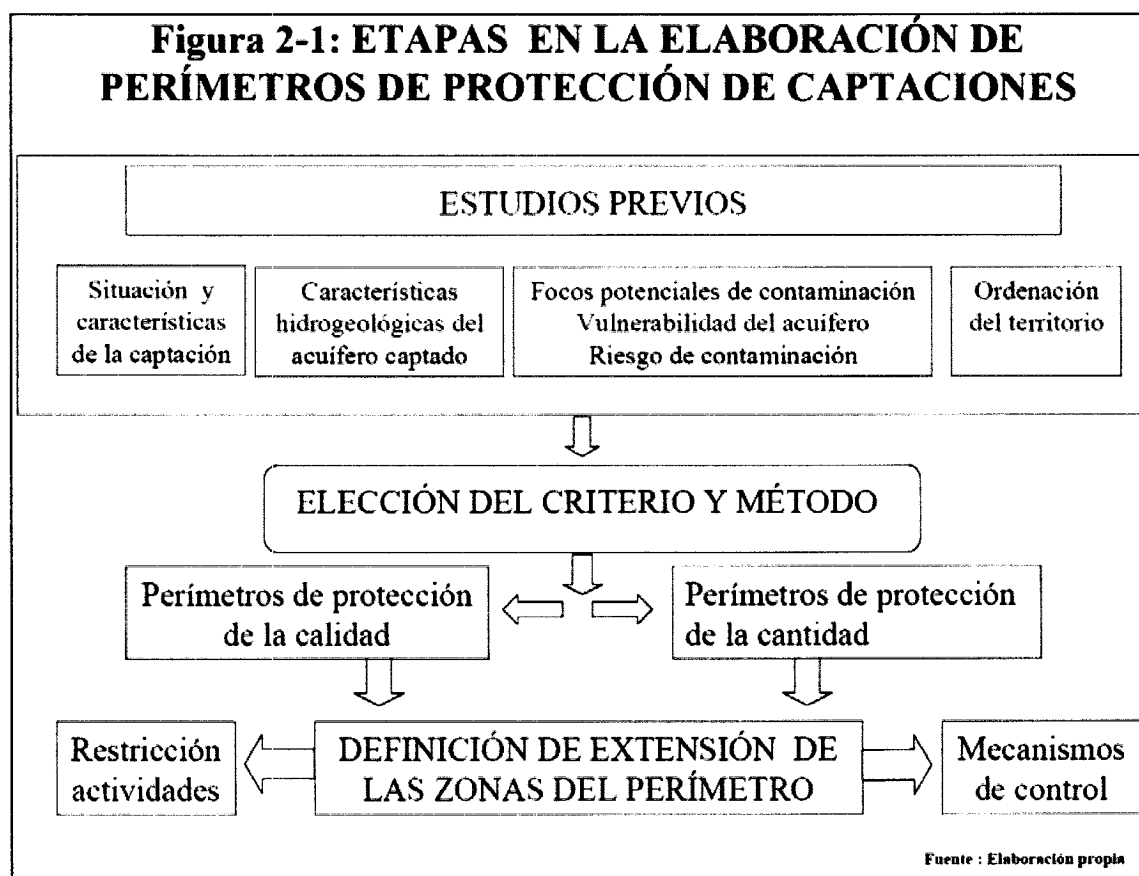 Figura 2-1: ETAPAS EN LA ELABORACIÓN DE
PERÍMETROS DE PROTECCIÓN DE CAPTACIONES
ESTUDIOS PREVIOS
Situación y
características
de la captación
Características
hidrogeológicas del
acuífero captado
Focos potenciales de contaminación
Vulnerabilidad del acuífero
Riesgo de contaminación
Ordenación
del territorio
ELECCIÓN DEL CRITERIO Y MÉTODO
Perímetros de protección
de la calidad
Perímetros de protección
de la cantidad
Restricción
actividades
DEFINICIÓN DE EXTENSIÓN DE
LAS ZONAS DEL PERÍMETRO
Mecanismos
de control
Fuente : Elaboración propia